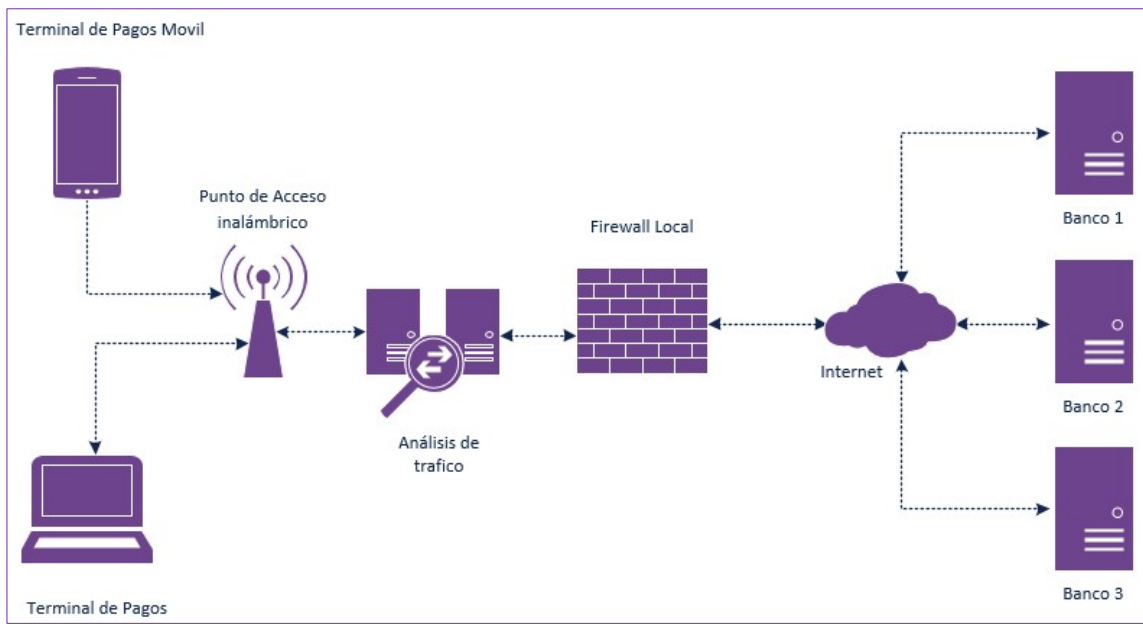 Terminal de Pagos Movil
Punto de Acceso
inalámbrico
Firewall Local
Banco 1
Internet
Banco 2
Análisis de
trafico
Banco 3
Terminal de Pagos